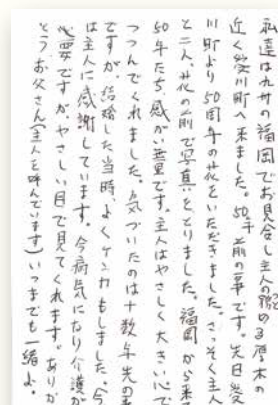 私達は九州の福岡でお見合し主人の勤める厚木の
近く愛川町へ来ました。50年前の事です。先日愛
川町より50周年の花をいただきました。さっそく主人
と二人、花の前で写真をとりました。福岡から来て
50年たち、感がい無量です。主人はやさしく大きい心で
つつんでくれました。気づいたのは十数年先の事
ですが、結婚した当時、よくケンカもしました。今
は主人に感謝しています。今病気になり介護が
必要ですが、やさしい目で見てくれます。ありが
とうお父さん(主人を呼んでいます)いつまでも一緒よ。